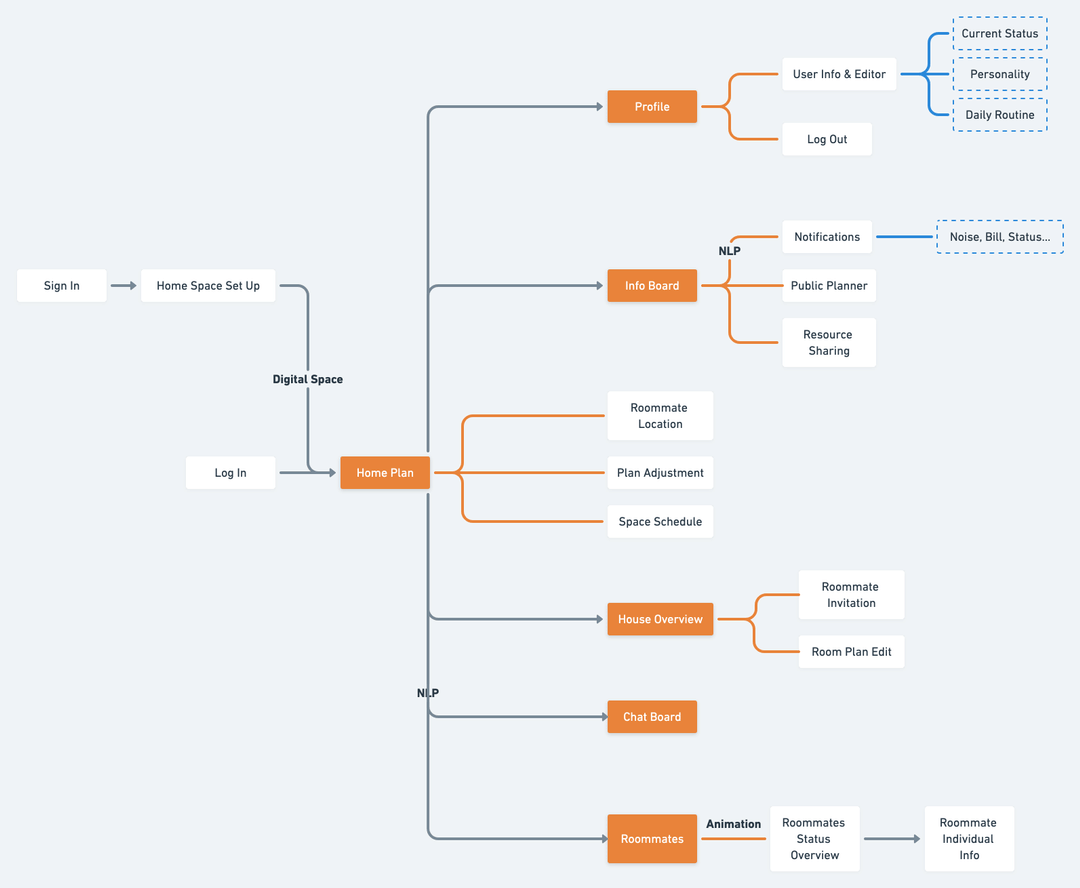 Current Status
User Info & Editor
Personality
Profile
Daily Routine
Log Out
Notifications
Noise, Bill, Status...
NLP
Sign In
Home Space Set Up
Info Board
Public Planner
Resource
Sharing
Digital Space
Roommate
Location
Log In
Home Plan
Plan Adjustment
Space Schedule
Roommate
Invitation
House Overview
Room Plan Edit
NLP
Chat Board
Roommates
Animation
Roommates
Status
Overview
Roommate
Individual
Info